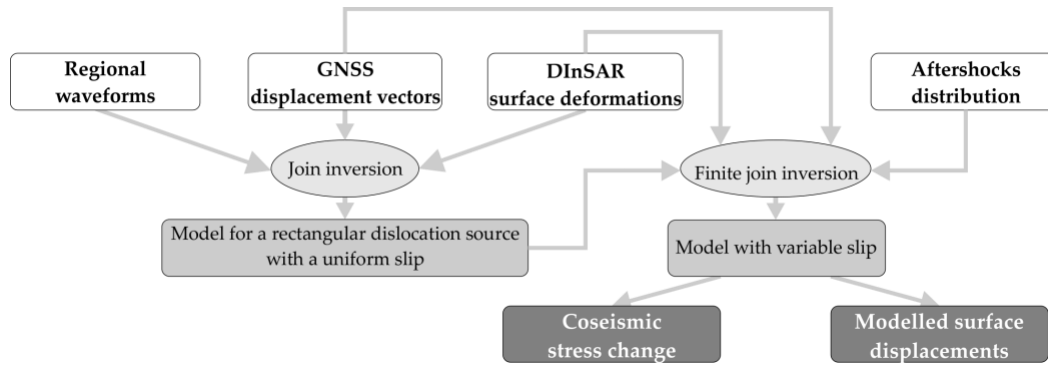 Regional
waveforms
GNSS
displacement vectors
DInSAR
surface deformations
Aftershocks
distribution
Join inversion
Finite join inversion
Model for a rectangular dislocation source
with a uniform slip
Model with variable slip
Coseismic
stress change
Modelled surface
displacements